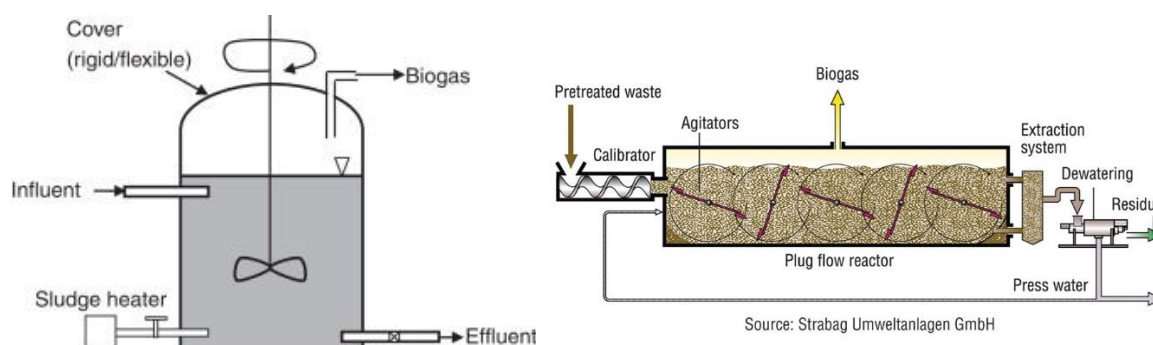 Cover
(rigid/flexible)
Biogas
Influent
Sludge heater
Effluent
Biogas
Pretreated waste
Agitators
Calibrator
Extraction
system
Dewatering
Residu
Plug flow reactor
Press water
Source: Strabag Umweltanlagen GmbH